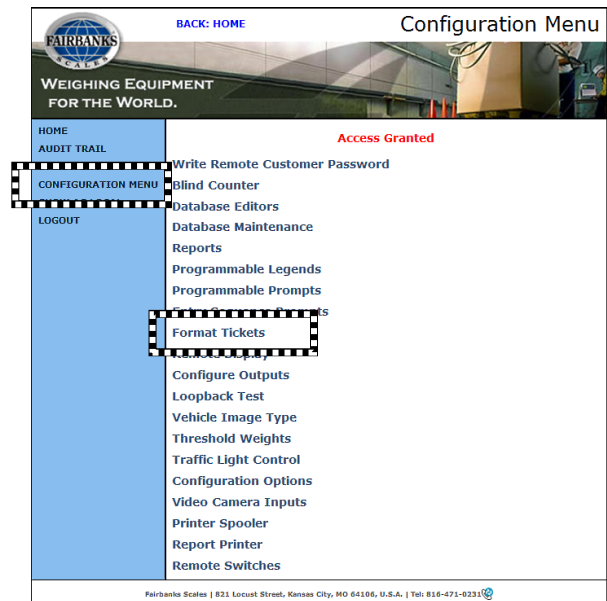 BACK: HOME
Configuration Menu
FAIRBANKS
SCALES
WEIGHING EQUIPMENT
FOR THE WORLD.
HOME
AUDIT TRAIL
CONFIGURATION MENU
LOGOUT
Access Granted
Write Remote Customer Password
Blind Counter
Database Editors
Database Maintenance
Reports
Programmable Legends
Programmable Prompts
Format Tickets
Remote Display
Configure Outputs
Loopback Test
Vehicle Image Type
Threshold Weights
Traffic Light Control
Configuration Options
Video Camera Inputs
Printer Spooler
Report Printer
Remote Switches
Fairbanks Scales | 821 Locust Street, Kansas City, MO 64106, U.S.A. | Tel: 816-471-0231